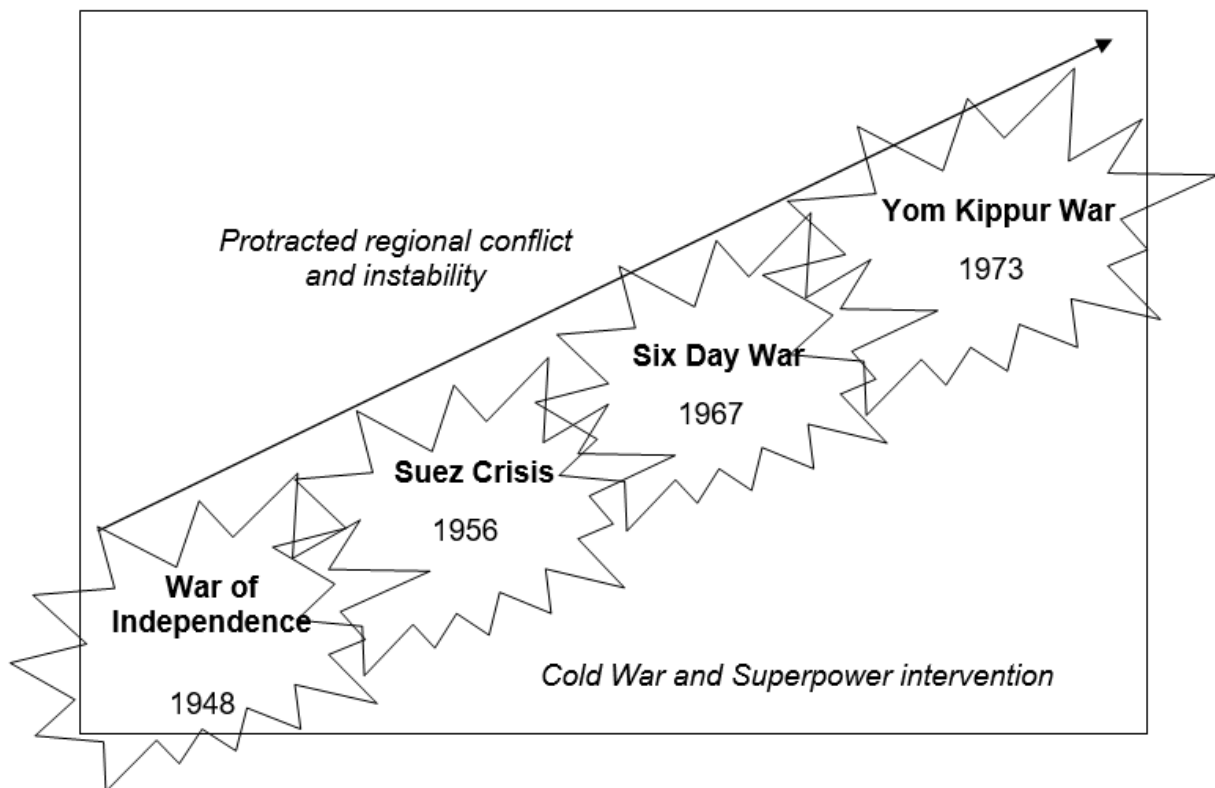 Yom Kippur War
1973
Protracted regional conflict
and instability
Six Day War
1967
Suez Crisis
1956
War of
Independence
1948
Cold War and Superpower intervention